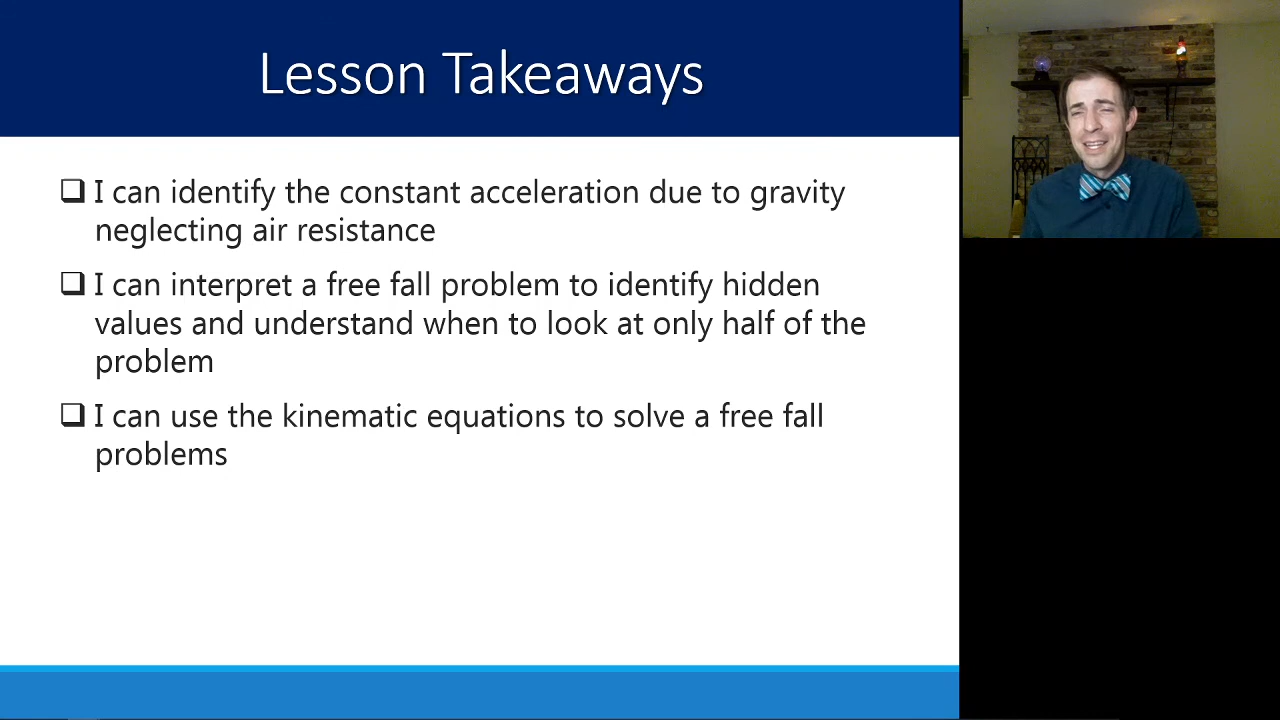 Lesson Takeaways
I can identify the constant acceleration due to gravity
neglecting air resistance
I can interpret a free fall problem to identify hidden
values and understand when to look at only half of the
problem
I can use the kinematic equations to solve a free fall
problems